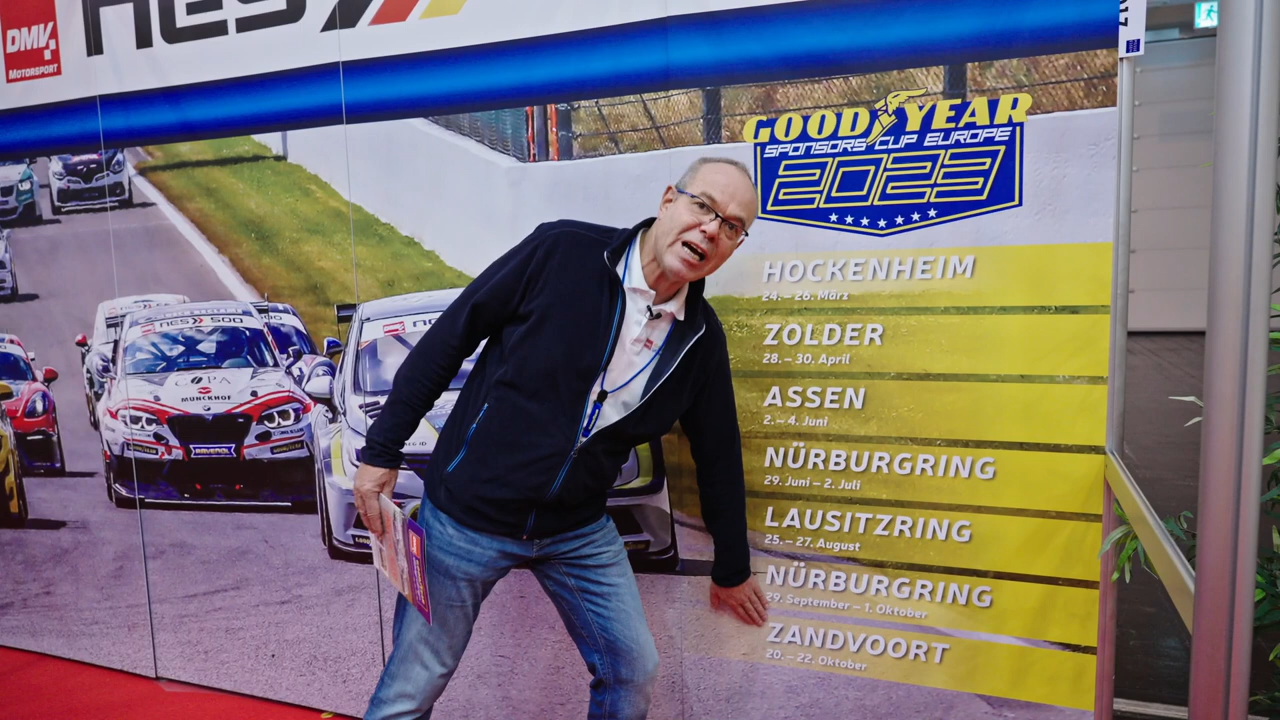 DMV
MOTORSPORT
NES
GOODYEAR
SPONSORS CUP EUROPE
2023
HOCKENHEIM
24. – 26. März
ZOLDER
28. – 30. April
ASSEN
2. – 4. Juni
NÜRBURGRING
29. Juni – 2. Juli
LAUSITZRING
25. – 27. August
NÜRBURGRING
29. September – 1. Oktober
ZANDVOORT
20. – 22. Oktober
NES 500
COPA
MÜNCKHOF
RAVENOL